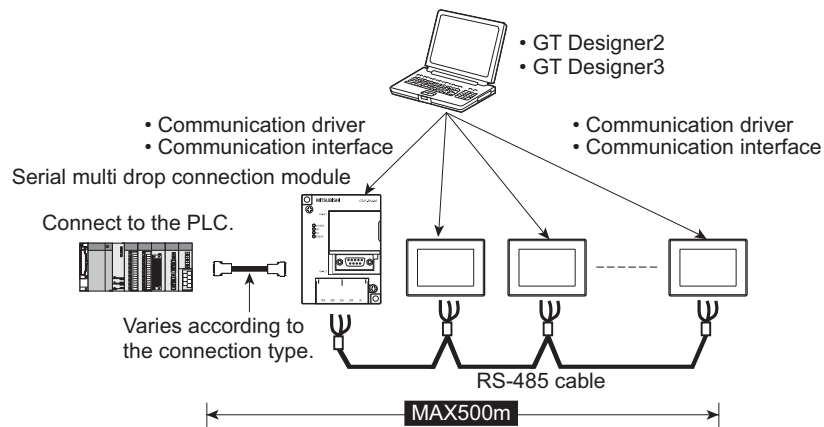 • GT Designer2
• GT Designer3
• Communication driver
• Communication interface
• Communication driver
• Communication interface
Serial multi drop connection module
Connect to the PLC.
MITSUBISHI
Varies according to
the connection type.
RS-485 cable
MAX500m